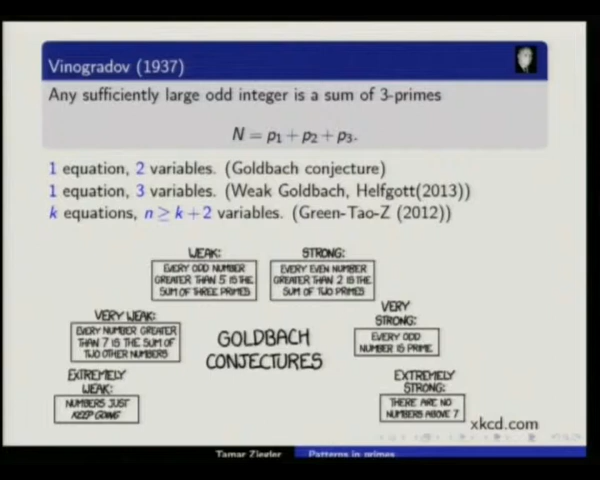 Vinogradov (1937)
Any sufficiently large odd integer is a sum of 3-primes
N = p₁ + p₂ + p₃.
1 equation, 2 variables. (Goldbach conjecture)
1 equation, 3 variables. (Weak Goldbach, Helfgott(2013))
k equations, n ≥ k + 2 variables. (Green-Tao-Z (2012))
WEAK:
EVERY ODD NUMBER
GREATER THAN 5 IS THE
SUM OF THREE PRIMES
STRONG:
EVERY EVEN NUMBER
GREATER THAN 2 IS THE
SUM OF TWO PRIMES
VERY WEAK:
EVERY NUMBER GREATER
THAN 7 IS THE SUM OF
TWO OTHER NUMBERS
VERY
STRONG:
EVERY ODD
NUMBER IS PRIME
GOLDBACH
CONJECTURES
EXTREMELY
WEAK:
NUMBERS JUST
KEEP GOING
EXTREMELY
STRONG:
THERE ARE NO
NUMBERS ABOVE 7
xkcd.com
Tamar Ziegler Patterns in primes